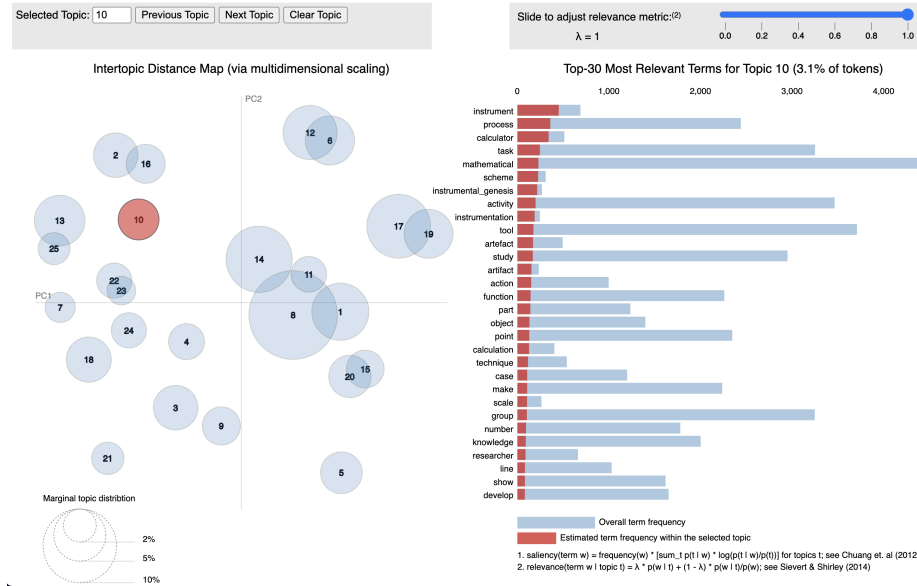 Selected Topic: 10 Previous Topic Next Topic Clear Topic
Slide to adjust relevance metric:(2)
λ = 1
0.0 0.2 0.4 0.6 0.8 1.0
Intertopic Distance Map (via multidimensional scaling)
PC2
PC1
12
6
2
16
13
10
25
17
19
14
11
22
23
7
8
1
24
4
18
15
20
3
9
21
5
Marginal topic distribtion
2%
5%
10%
Top-30 Most Relevant Terms for Topic 10 (3.1% of tokens)
0 1,000 2,000 3,000 4,000
instrument
process
calculator
task
mathematical
scheme
instrumental_genesis
activity
instrumentation
tool
artefact
study
artifact
action
function
part
object
point
calculation
technique
case
make
scale
group
number
knowledge
researcher
line
show
develop
Overall term frequency
Estimated term frequency within the selected topic
1. saliency(term w) = frequency(w) * [sum_t p(t | w) * log(p(t | w)/p(t))] for topics t; see Chuang et. al (2012
2. relevance(term w | topic t) = λ * p(w | t) + (1 - λ) * p(w | t)/p(w); see Sievert & Shirley (2014)